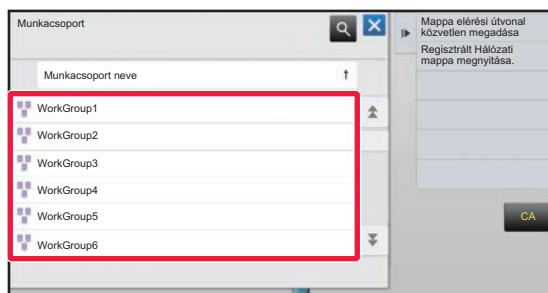 Munkacsoport
Munkacsoport neve
WorkGroup1
WorkGroup2
WorkGroup3
WorkGroup4
WorkGroup5
WorkGroup6
Mappa elérési útvonal
közvetlen megadása
Regisztrált Hálózati
mappa megnyitása.
CA